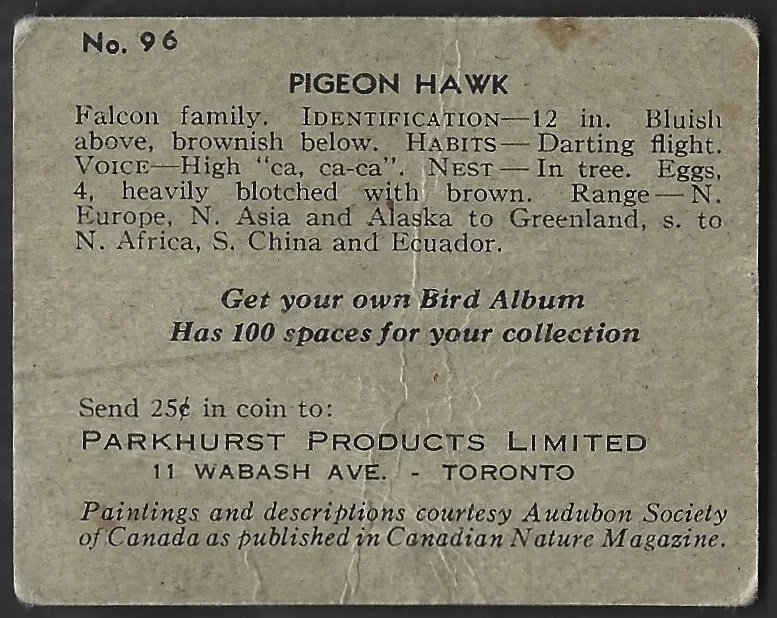 No. 96
PIGEON HAWK
Falcon family. IDENTIFICATION—12 in. Bluish
above, brownish below. HABITS — Darting flight.
VOICE—High "ca, ca-ca". NEST — In tree. Eggs,
4, heavily blotched with brown. Range — N.
Europe, N. Asia and Alaska to Greenland, s. to
N. Africa, S. China and Ecuador.
Get your own Bird Album
Has 100 spaces for your collection
Send 25¢ in coin to:
PARKHURST PRODUCTS LIMITED
11 WABASH AVE. - TORONTO
Paintings and descriptions courtesy Audubon Society
of Canada as published in Canadian Nature Magazine.